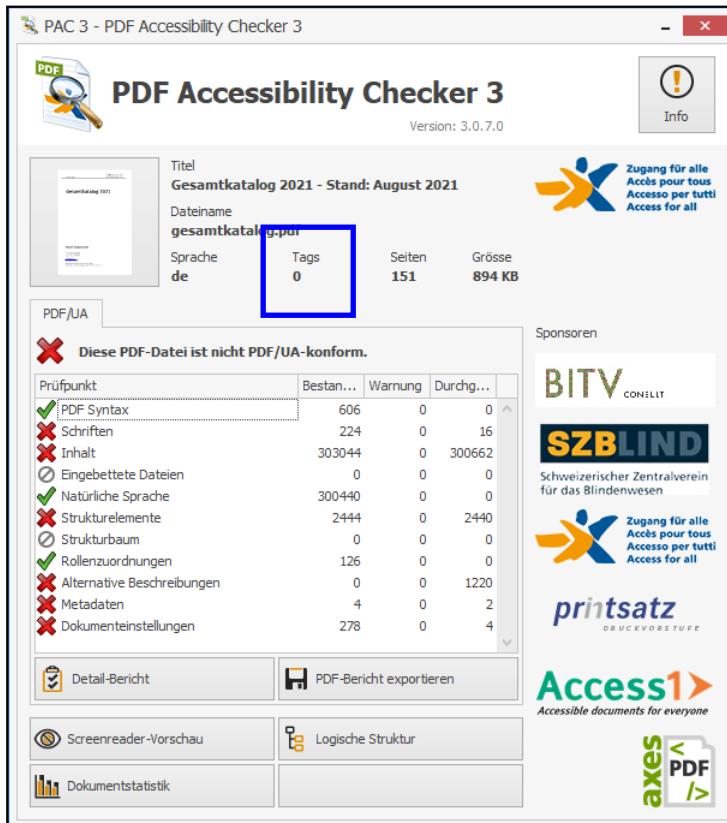 PAC 3 - PDF Accessibility Checker 3
PDF
PDF Accessibility Checker 3
Version: 3.0.7.0
Info
Gesamtkatalog 2021
Titel
Gesamtkatalog 2021 - Stand: August 2021
Dateiname
gesamtkatalog.pdf
Sprache Tags Seiten Grösse
de 0 151 894 KB
Zugang für alle
Accès pour tous
Accesso per tutti
Access for all
PDF/UA
Diese PDF-Datei ist nicht PDF/UA-konform.
Prüfpunkt Bestan... Warnung Durchg...
PDF Syntax 606 0 0
Schriften 224 0 16
Inhalt 303044 0 300662
Eingebettete Dateien 0 0 0
Natürliche Sprache 300440 0 0
Strukturelemente 2444 0 2440
Strukturbaum 0 0 0
Rollenzuordnungen 126 0 0
Alternative Beschreibungen 0 0 1220
Metadaten 4 0 2
Dokumenteinstellungen 278 0 4
Detail-Bericht PDF-Bericht exportieren
Screenreader-Vorschau Logische Struktur
Dokumentstatistik
Sponsoren
BITV CONSULT
SZBLIND
Schweizerischer Zentralverein
für das Blindenwesen
Zugang für alle
Accès pour tous
Accesso per tutti
Access for all
printsatz
DRUCKVORSTUFE
Access1
Accessible documents for everyone
axes
<
PDF
/>